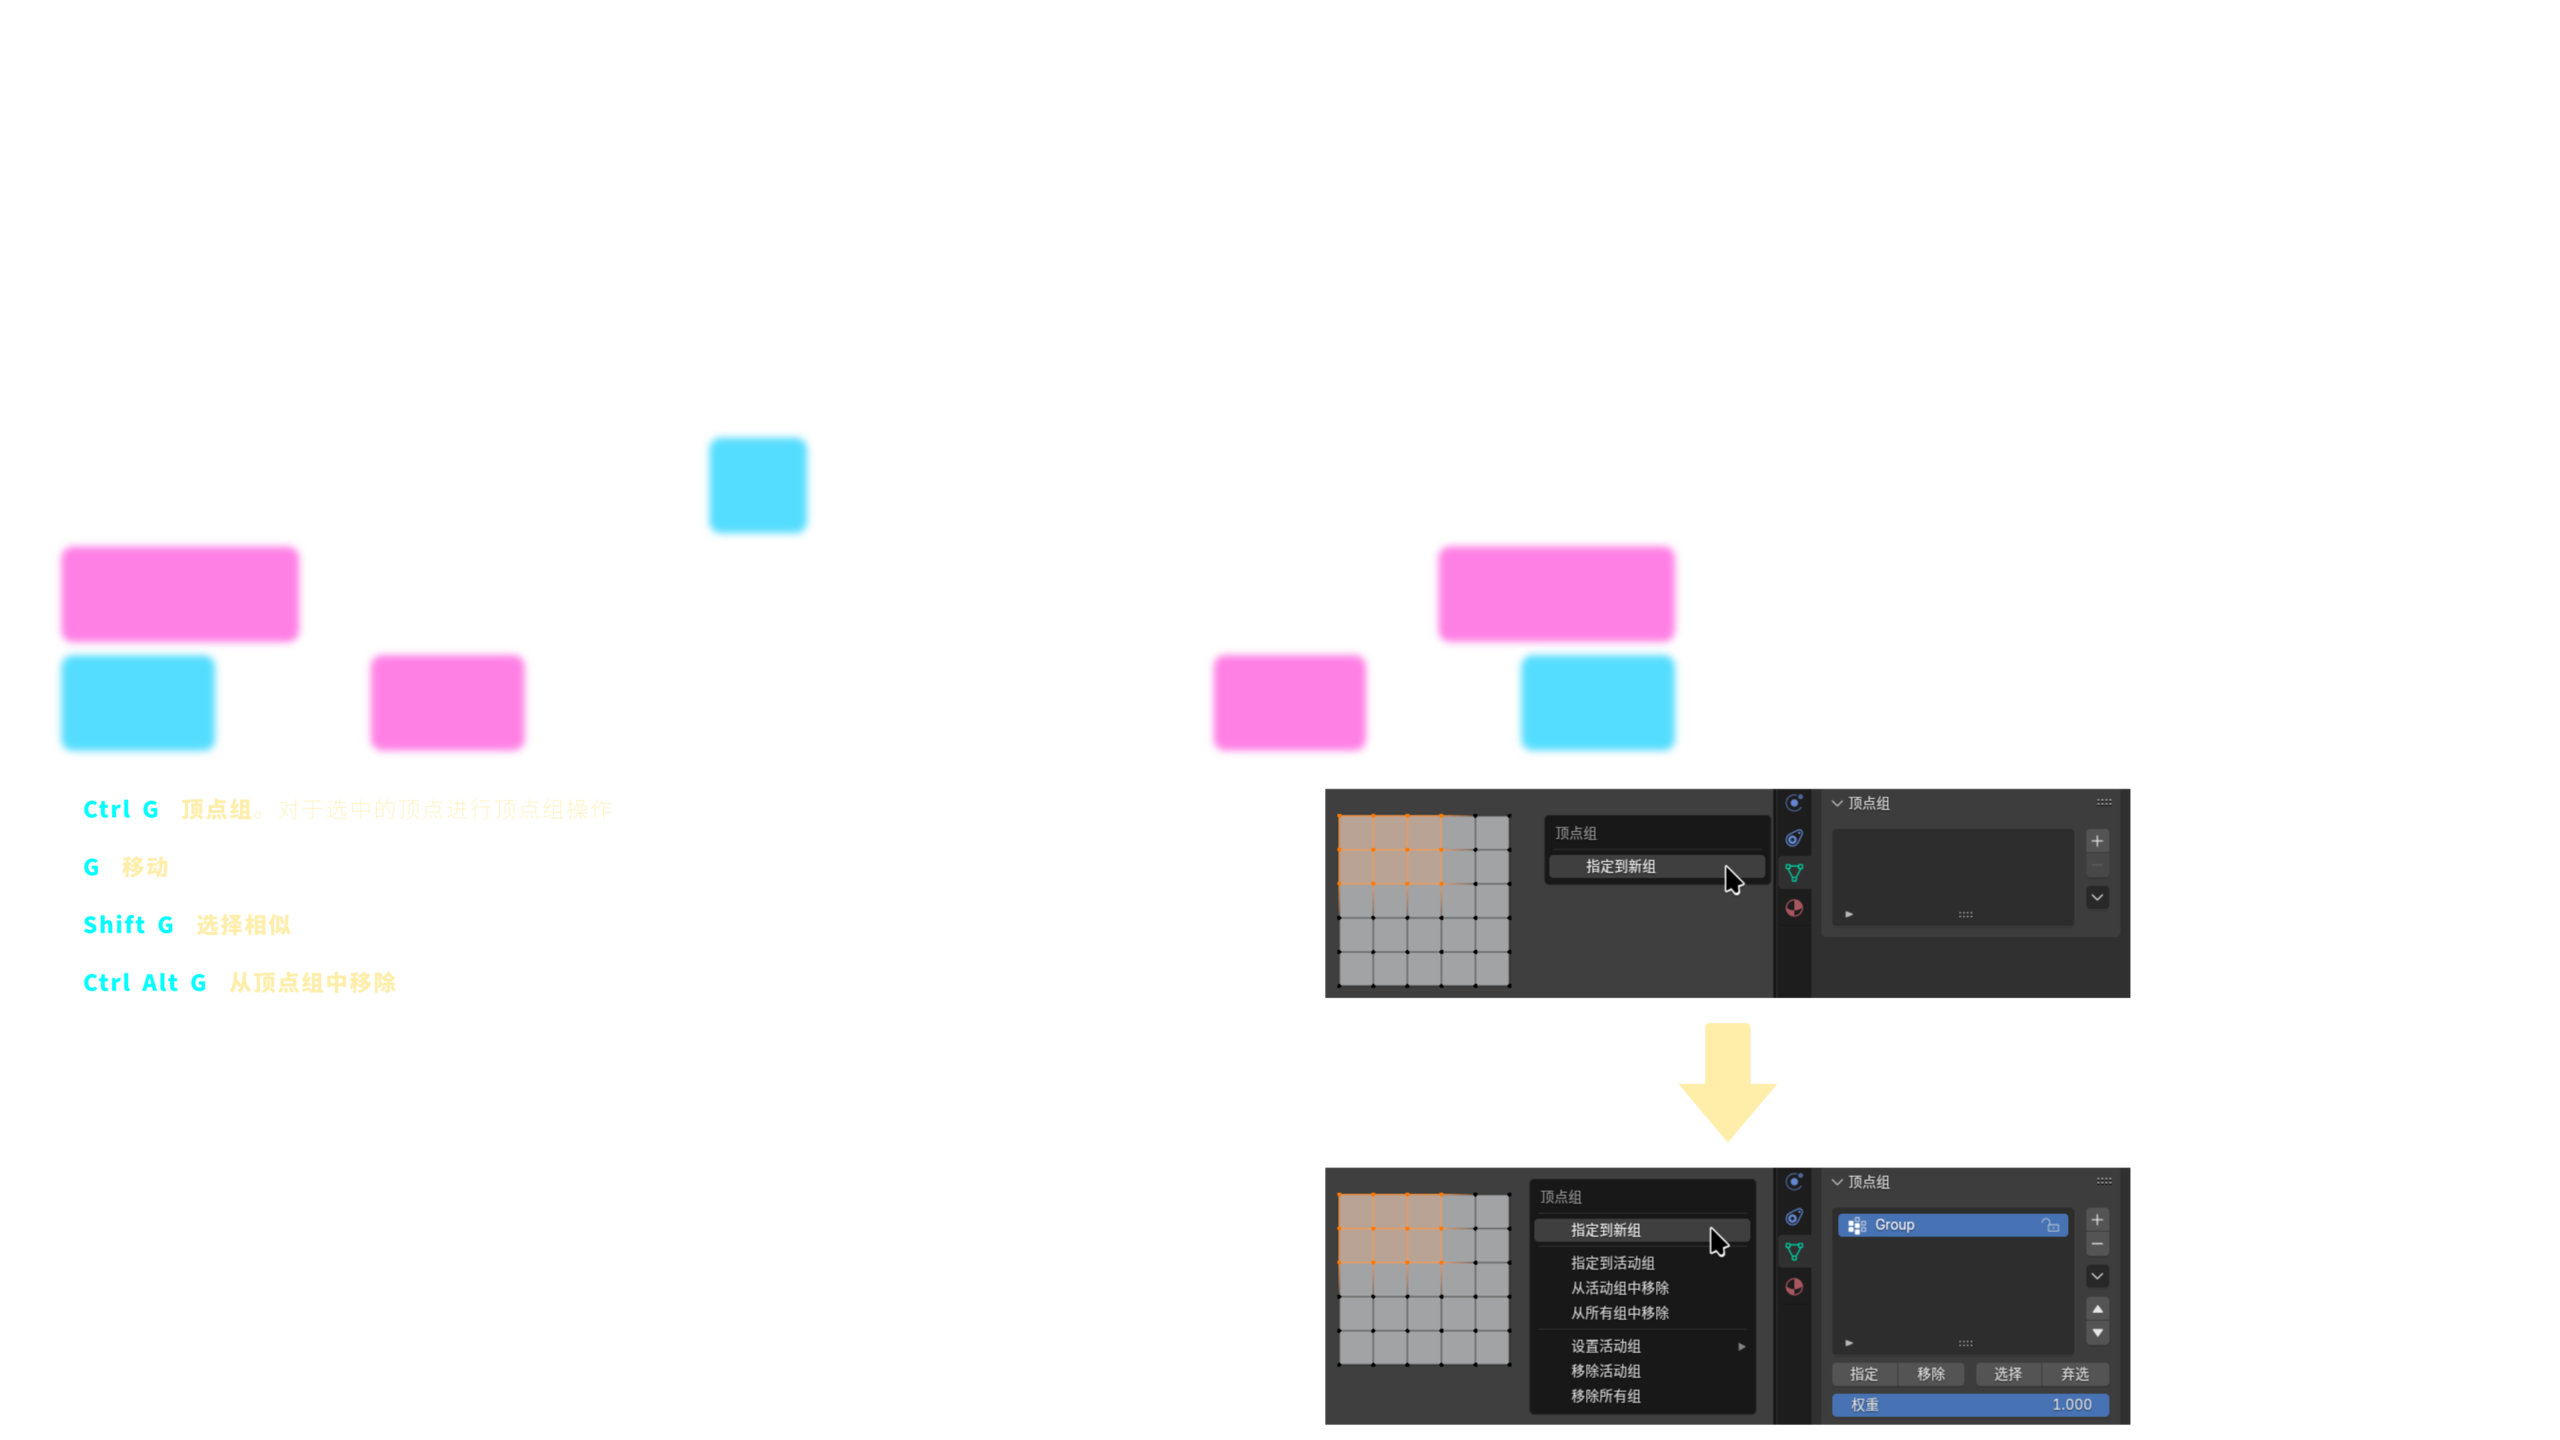 Ctrl G 顶点组。对于选中的顶点进行顶点组操作
G 移动
Shift G 选择相似
Ctrl Alt G 从顶点组中移除
顶点组
指定到新组
顶点组
顶点组
指定到新组
指定到活动组
从活动组中移除
从所有组中移除
设置活动组
移除活动组
移除所有组
顶点组
Group
指定 移除 选择 弃选
权重 1.000